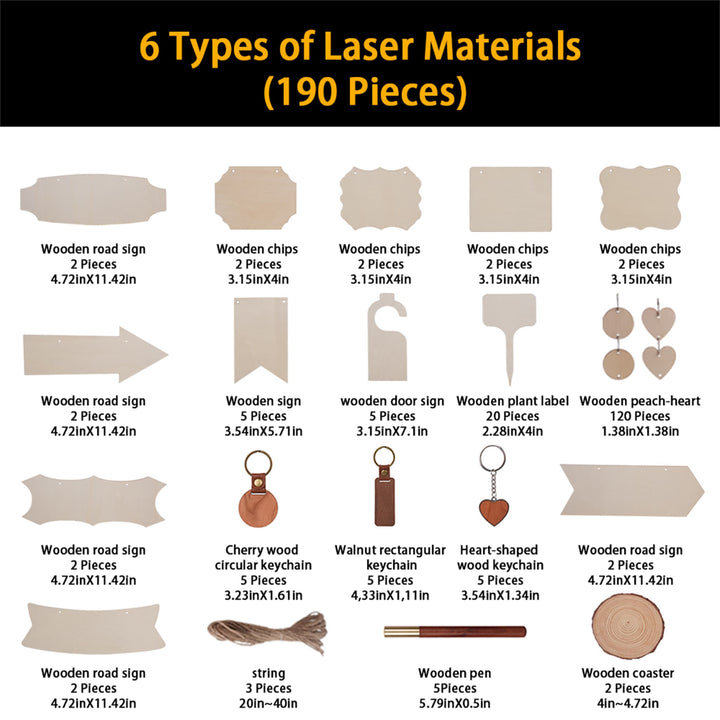 6 Types of Laser Materials
(190 Pieces)
Wooden road sign
2 Pieces
4.72inX11.42in
Wooden chips
2 Pieces
3.15inX4in
Wooden chips
2 Pieces
3.15inX4in
Wooden chips
2 Pieces
3.15inX4in
Wooden chips
2 Pieces
3.15inX4in
Wooden road sign
2 Pieces
4.72inX11.42in
Wooden sign
5 Pieces
3.54inX5.71in
wooden door sign
5 Pieces
3.15inX7.1in
Wooden plant label
20 Pieces
2.28inX4in
Wooden peach-heart
120 Pieces
1.38inX1.38in
Wooden road sign
2 Pieces
4.72inX11.42in
Cherry wood
circular keychain
5 Pieces
3.23inX1.61in
Walnut rectangular
keychain
5 Pieces
4,33inX1,11in
Heart-shaped
wood keychain
5 Pieces
3.54inX1.34in
Wooden road sign
2 Pieces
4.72inX11.42in
Wooden road sign
2 Pieces
4.72inX11.42in
string
3 Pieces
20in~40in
Wooden pen
5Pieces
5.79inX0.5in
Wooden coaster
2 Pieces
4in~4.72in